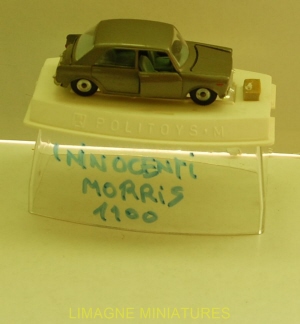 POLITOYS-M
INNOCENTI
MORRIS
1100
LIMAGNE MINIATURES